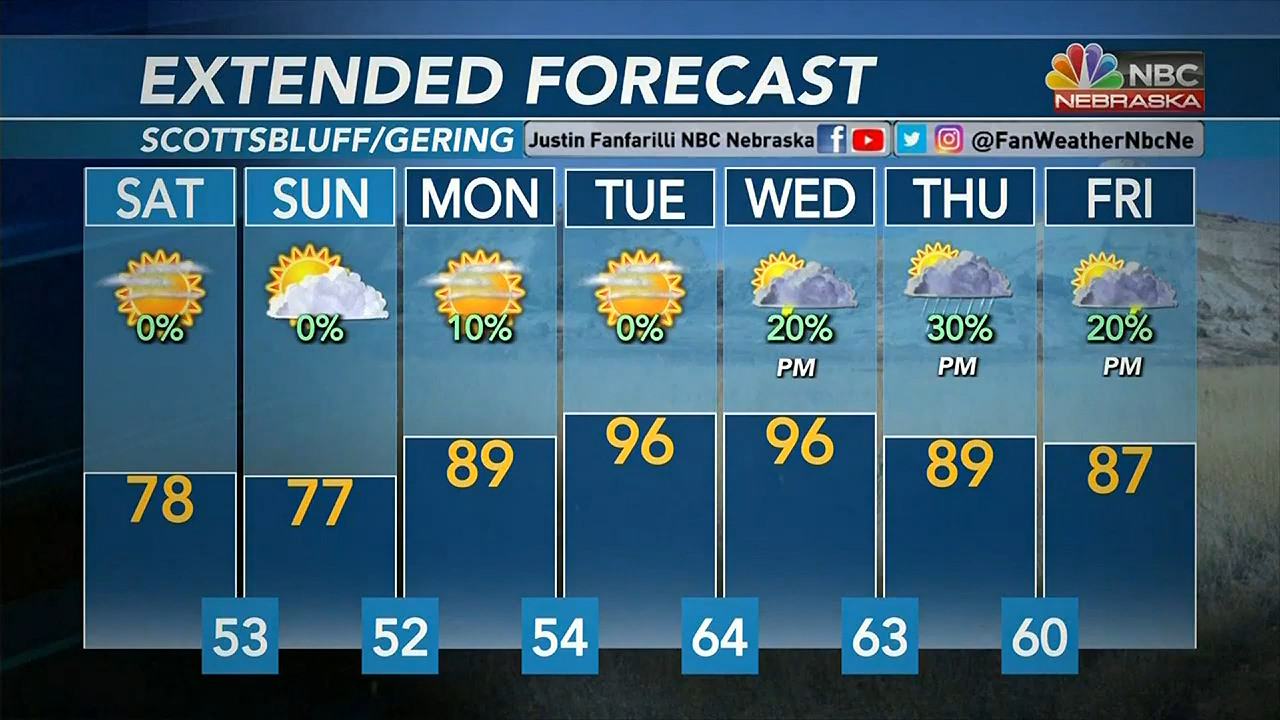 EXTENDED FORECAST
NBC
NEBRASKA
SCOTTSBLUFF/GERING Justin Fanfarilli NBC Nebraska f @FanWeatherNbcNe
SAT SUN MON TUE WED THU FRI
0% 0% 10% 0% 20% 30% 20%
PM PM PM
78 77 89 96 96 89 87
53 52 54 64 63 60